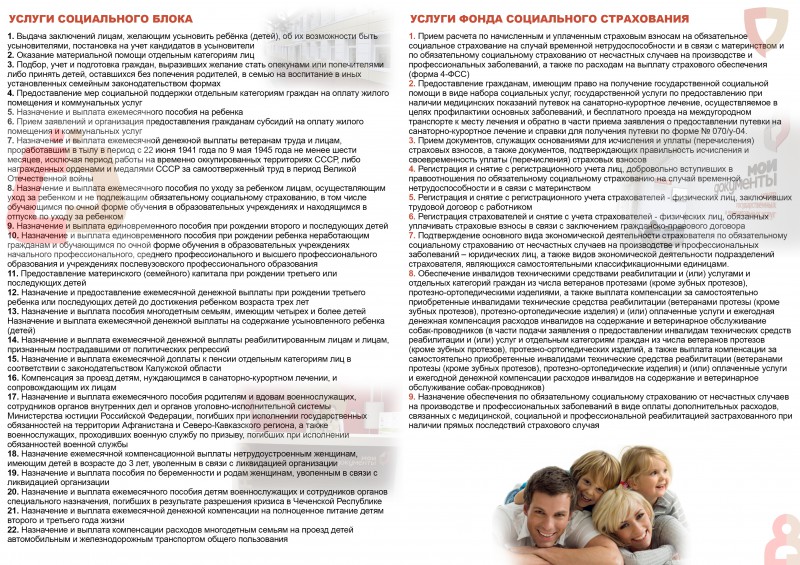 УСЛУГИ СОЦИАЛЬНОГО БЛОКА
1. Выдача заключений лицам, желающим усыновить ребёнка (детей), об их возможности быть
усыновителями, постановка на учет кандидатов в усыновители
2. Оказание материальной помощи отдельным категориям лиц
3. Подбор, учет и подготовка граждан, выразивших желание стать опекунами или попечителями
либо принять детей, оставшихся без попечения родителей, в семью на воспитание в иных
установленных семейным законодательством формах
4. Предоставление мер социальной поддержки отдельным категориям граждан на оплату жилого
помещения и коммунальных услуг
5. Назначение и выплата ежемесячного пособия на ребенка
6. Прием заявления и организация предоставления гражданам субсидий на оплату жилого
помещения и коммунальных услуг
7. Назначение и выплата ежемесячной денежной выплаты ветеранам труда и лицам,
проработавшим в тылу в период с 22 июня 1941 года по 9 мая 1945 года не менее шести
месяцев, исключая период работы на временно оккупированных территориях СССР, либо
награжденных орденами и медалями СССР за самоотверженный труд в период Великой
Отечественной войны
8. Назначение и выплата ежемесячного пособия по уходу за ребенком лицам, осуществляющим
уход за ребенком и не подлежащим обязательному социальному страхованию, в том числе
обучающимся по очной форме обучения в образовательных учреждениях и находящимся в
отпуске по уходу за ребенком
9. Назначение и выплата единовременного пособия при рождении второго и последующих детей
10. Назначение и выплата единовременного пособия при рождении ребенка неработающим
гражданам и обучающимся по очной форме обучения в образовательных учреждениях
начального профессионального, среднего профессионального и высшего профессионального
образования и учреждениях послевузовского профессионального образования
11. Предоставление материнского (семейного) капитала при рождении третьего или
последующих детей
12. Назначение и предоставление ежемесячной денежной выплаты при рождении третьего
ребенка или последующих детей до достижения ребенком возраста трех лет
13. Назначение и выплата пособия многодетным семьям, имеющим четырех и более детей
Назначение и выплата ежемесячной денежной выплаты на содержание усыновленного ребенка
(детей)
14. Назначение и выплата ежемесячной денежной выплаты реабилитированным лицам и лицам,
признанным пострадавшими от политических репрессий
15. Назначение и выплата ежемесячной доплаты к пенсии отдельным категориям лиц в
соответствии с законодательством Калужской области
16. Компенсация за проезд детям, нуждающимся в санаторно-курортном лечении, и
сопровождающих их лицам
17. Назначение и выплата ежемесячного пособия родителям и вдовам военнослужащих,
сотрудников органов внутренних дел и органов уголовно-исполнительной системы
Министерства юстиции Российской Федерации, погибших при исполнении государственных
обязанностей на территории Афганистана и Северо-Кавказского региона, а также
военнослужащих, проходивших военную службу по призыву, погибших при исполнении
обязанностей военной службы
18. Назначение ежемесячной компенсационной выплаты нетрудоустроенным женщинам,
имеющим детей в возрасте до 3 лет, уволенным в связи с ликвидацией организации
19. Назначение и выплата пособия по беременности и родам женщинам, уволенным в связи с
ликвидацией организации
20. Назначение и выплата ежемесячного пособия детям военнослужащих и сотрудников органов
специального назначения, погибших в результате разрешения кризиса в Чеченской Республике
21. Назначение и выплата ежемесячной денежной компенсации на полноценное питание детям
второго и третьего года жизни
22. Назначение и выплата компенсации расходов многодетным семьям на проезд детей
автомобильным и железнодорожным транспортом общего пользования
УСЛУГИ ФОНДА СОЦИАЛЬНОГО СТРАХОВАНИЯ
1. Прием расчета по начисленным и уплаченным страховым взносам на обязательное
социальное страхование на случай временной нетрудоспособности и в связи с материнством и
по обязательному социальному страхованию от несчастных случаев на производстве и
профессиональных заболеваний, а также по расходам на выплату страхового обеспечения
(форма 4-ФСС)
2. Предоставление гражданам, имеющим право на получение государственной социальной
помощи в виде набора социальных услуг, государственной услуги по предоставлению при
наличии медицинских показаний путевок на санаторно-курортное лечение, осуществляемое в
целях профилактики основных заболеваний, и бесплатного проезда на междугородном
транспорте к месту лечения и обратно в части приема заявления о предоставлении путевки на
санаторно-курортное лечение и справки для получения путевки по форме № 070/у-04.
3. Прием документов, служащих основаниями для исчисления и уплаты (перечисления)
страховых взносов, а также документов, подтверждающих правильность исчисления и
своевременность уплаты (перечисления) страховых взносов
4. Регистрация и снятие с регистрационного учета лиц, добровольно вступивших в
правоотношения по обязательному социальному страхованию на случай временной
нетрудоспособности и в связи с материнством
5. Регистрация и снятие с регистрационного учета страхователей - физических лиц, заключивших
трудовой договор с работником
6. Регистрация страхователей и снятие с учета страхователей - физических лиц, обязанных
уплачивать страховые взносы в связи с заключением гражданско-правового договора
7. Подтверждение основного вида экономической деятельности страхователя по обязательному
социальному страхованию от несчастных случаев на производстве и профессиональных
заболеваний – юридических лиц, а также видов экономической деятельности подразделений
страхователя, являющихся самостоятельными классификационными единицами.
8. Обеспечение инвалидов техническими средствами реабилитации и (или) услугами и
отдельных категорий граждан из числа ветеранов протезами (кроме зубных протезов),
протезно-ортопедическими изделиями, а также выплата компенсации за самостоятельно
приобретенные инвалидами технические средства реабилитации (ветеранами протезы (кроме
зубных протезов), протезно-ортопедические изделия) и (или) оплаченные услуги и ежегодная
денежная компенсация расходов инвалидов на содержание и ветеринарное обслуживание
собак-проводников (в части подачи заявления о предоставлении инвалидам технических средств
реабилитации и (или) услуг и отдельным категориям граждан из числа ветеранов протезов
(кроме зубных протезов), протезно-ортопедических изделий, а также выплата компенсации за
самостоятельно приобретенные инвалидами технические средства реабилитации (ветеранами
протезы (кроме зубных протезов), протезно-ортопедические изделия) и (или) оплаченные услуги
и ежегодной денежной компенсации расходов инвалидов на содержание и ветеринарное
обслуживание собак-проводников)
9. Назначение обеспечения по обязательному социальному страхованию от несчастных случаев
на производстве и профессиональных заболеваний в виде оплаты дополнительных расходов,
связанных с медицинской, социальной и профессиональной реабилитацией застрахованного при
наличии прямых последствий страхового случая
мои
документы